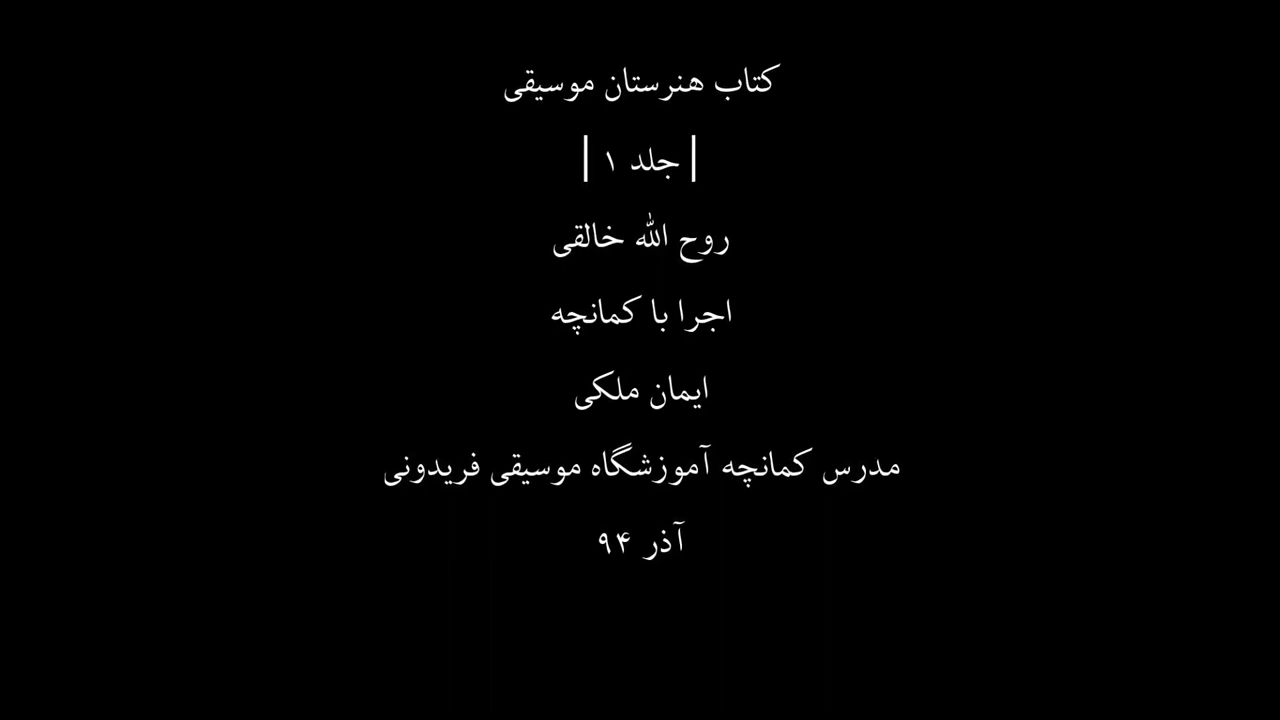 کتاب هنرستان موسیقی
| جلد ۱ |
روح الله خالقی
اجرا با کمانچه
ایمان ملکی
مدرس کمانچه آموزشگاه موسیقی فریدونی
آذر ۹۴